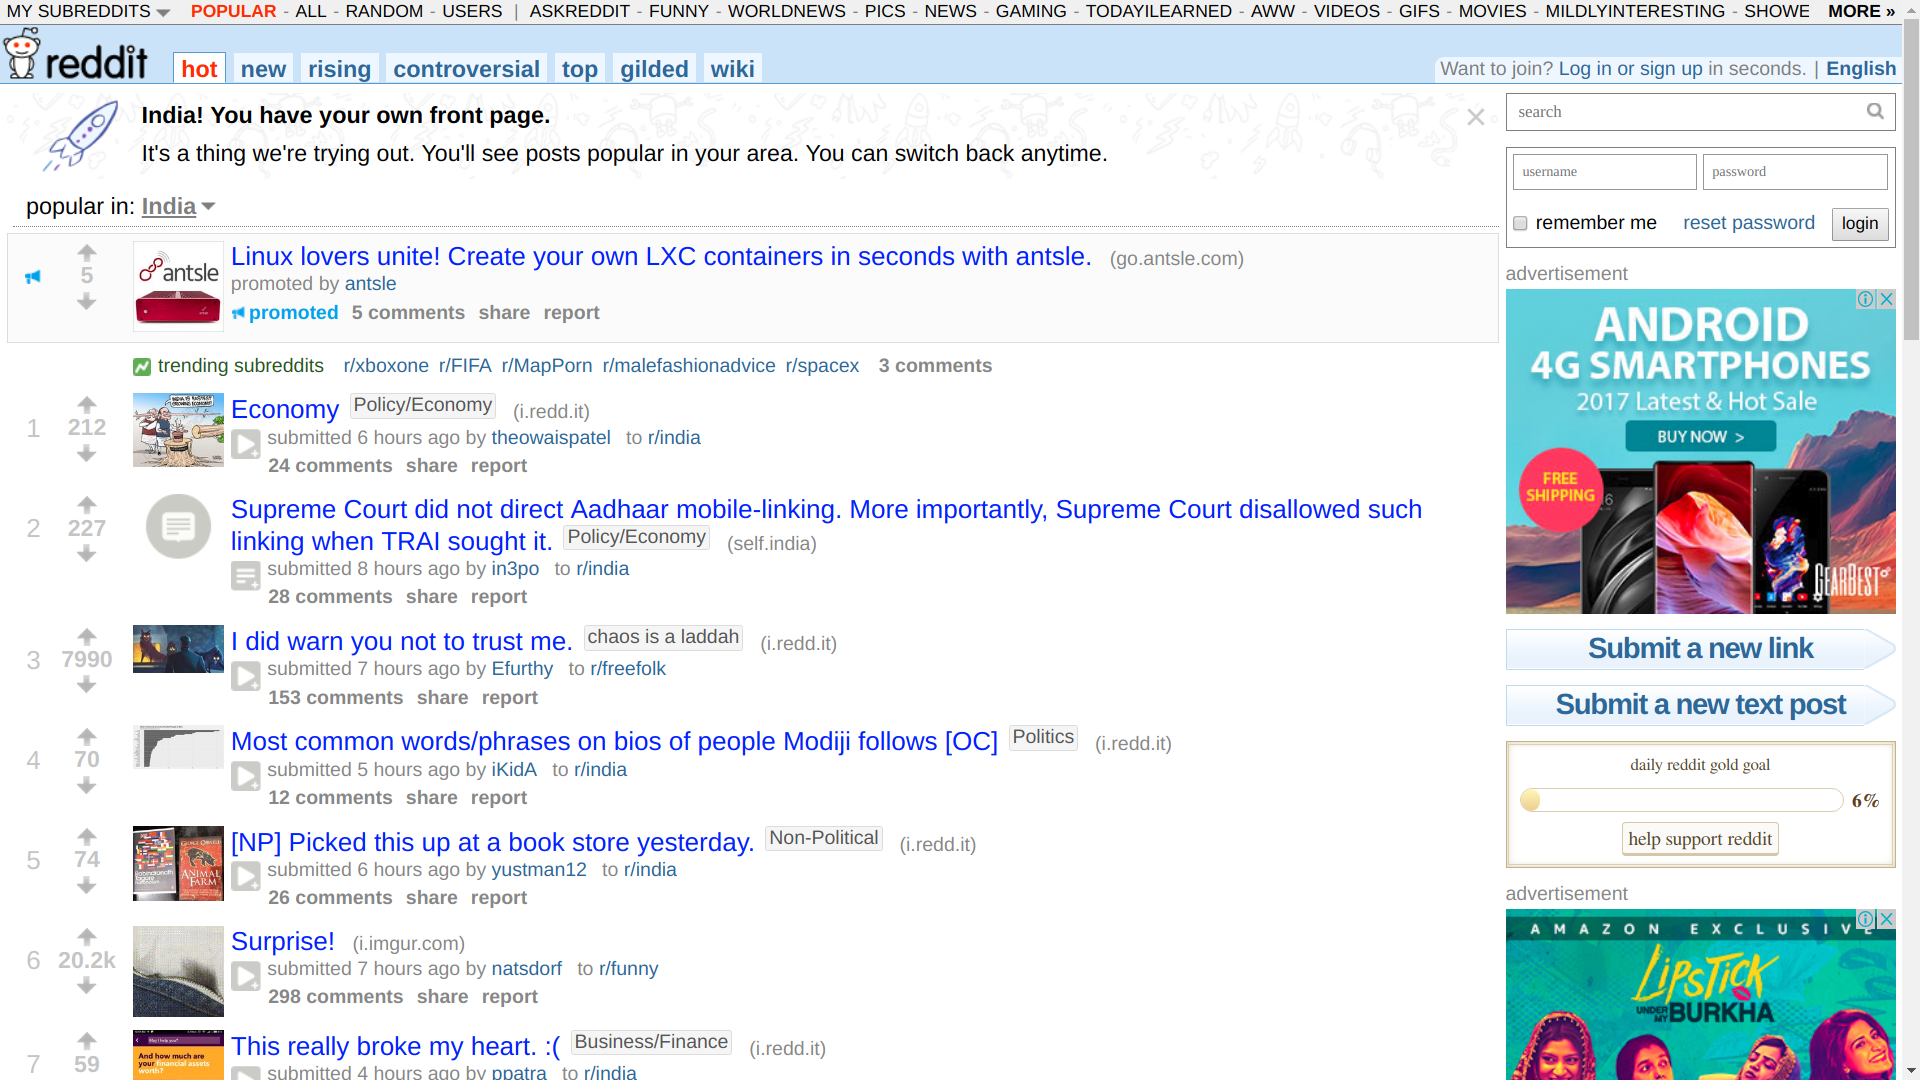 MY SUBREDDITS POPULAR - ALL - RANDOM - USERS | ASKREDDIT - FUNNY - WORLDNEWS - PICS - NEWS - GAMING - TODAYILEARNED - AWW - VIDEOS - GIFS - MOVIES - MILDLYINTERESTING - SHOWE MORE »
reddit hot new rising controversial top gilded wiki
Want to join? Log in or sign up in seconds. | English
India! You have your own front page.
It's a thing we're trying out. You'll see posts popular in your area. You can switch back anytime.
popular in: India
5
antsle
Linux lovers unite! Create your own LXC containers in seconds with antsle. (go.antsle.com)
promoted by antsle
promoted 5 comments share report
trending subreddits r/xboxone r/FIFA r/MapPorn r/malefashionadvice r/spacex 3 comments
1 212
Economy Policy/Economy (i.redd.it)
submitted 6 hours ago by theowaispatel to r/india
24 comments share report
2 227
Supreme Court did not direct Aadhaar mobile-linking. More importantly, Supreme Court disallowed such
linking when TRAI sought it. Policy/Economy (self.india)
submitted 8 hours ago by in3po to r/india
28 comments share report
3 7990
I did warn you not to trust me. chaos is a laddah (i.redd.it)
submitted 7 hours ago by Efurthy to r/freefolk
153 comments share report
4 70
Most common words/phrases on bios of people Modiji follows [OC] Politics (i.redd.it)
submitted 5 hours ago by iKidA to r/india
12 comments share report
5 74
ANIMAL
FARM
[NP] Picked this up at a book store yesterday. Non-Political (i.redd.it)
submitted 6 hours ago by yustman12 to r/india
26 comments share report
6 20.2k
Surprise! (i.imgur.com)
submitted 7 hours ago by natsdorf to r/funny
298 comments share report
7 59
And how much are
your financial assets
worth?
This really broke my heart. :( Business/Finance (i.redd.it)
submitted 4 hours ago by ppatra to r/india
search
username password
remember me reset password login
advertisement
ANDROID
4G SMARTPHONES
2017 Latest & Hot Sale
BUY NOW >
FREE
SHIPPING
GEARBEST
Submit a new link
Submit a new text post
daily reddit gold goal
6%
help support reddit
advertisement
AMAZON EXCLUSIVE
LIPSTICK
UNDER MY BURKHA